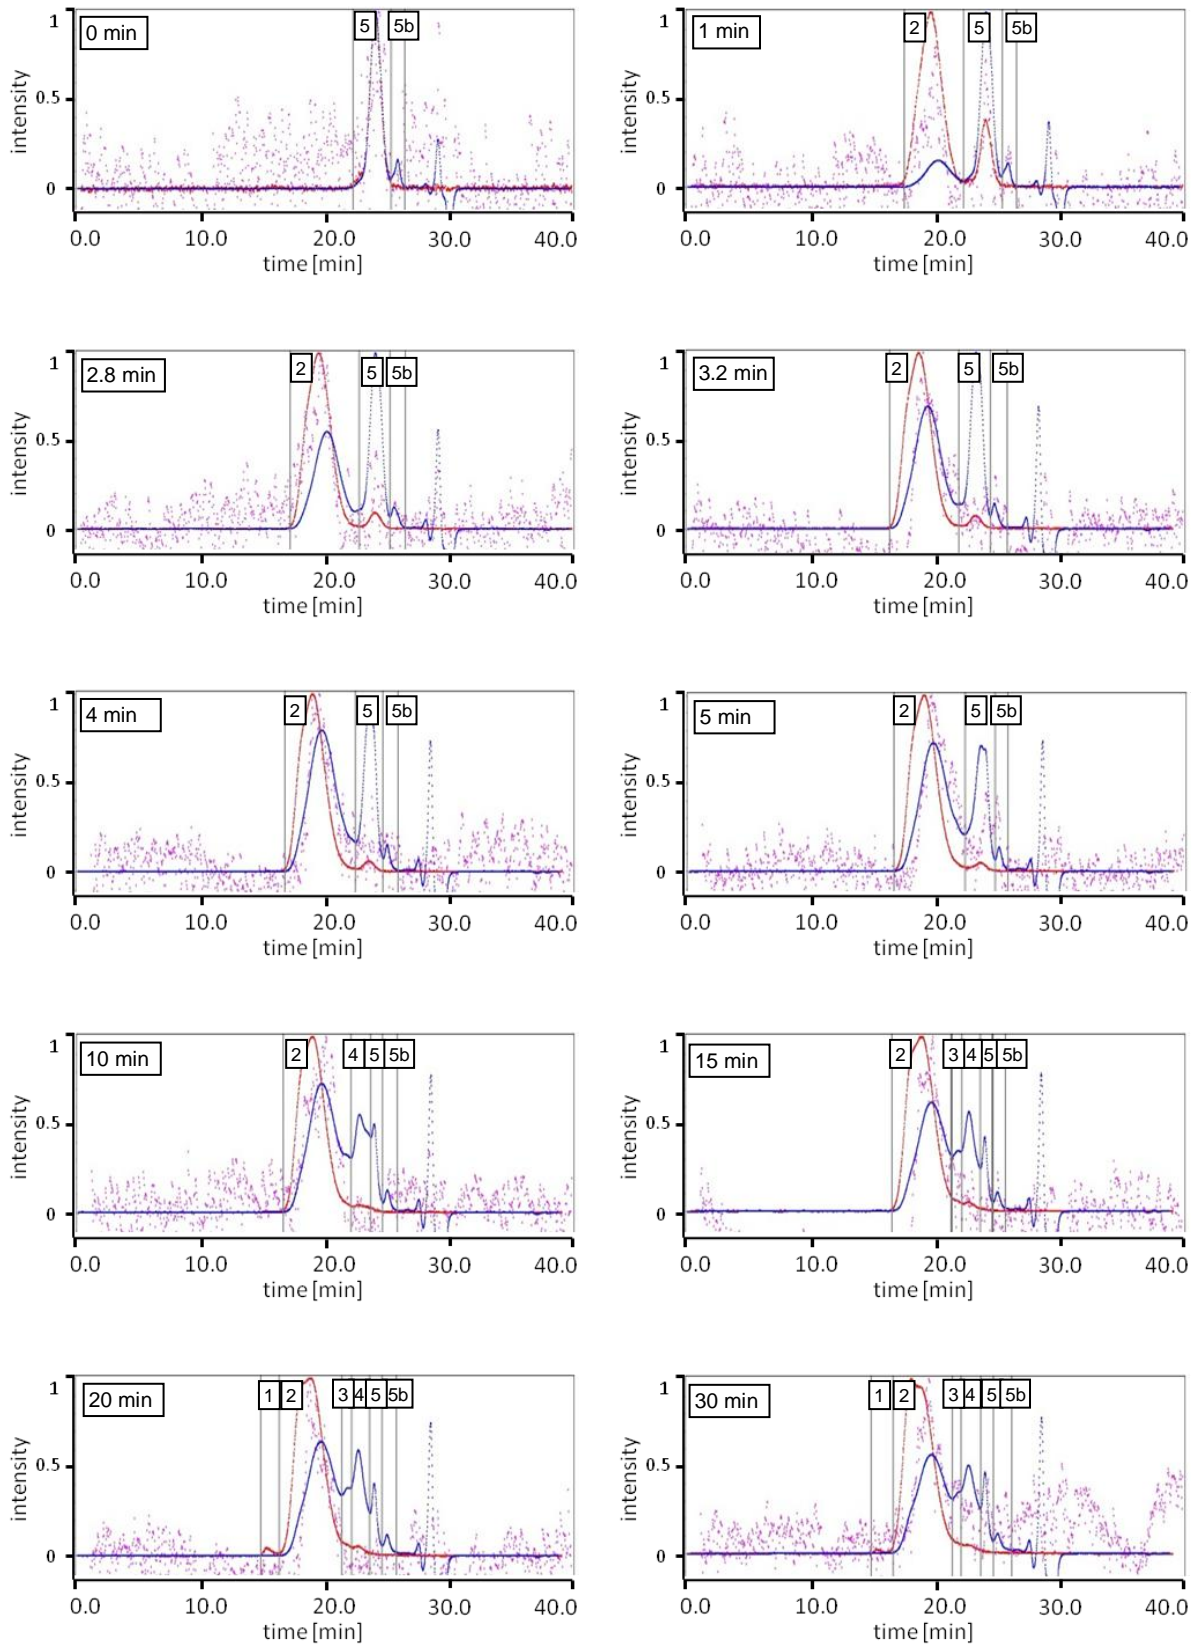 1 0 min 5 5b
0.5
0
intensity
0.0 10.0 20.0 30.0 40.0
time [min]
1 1 min 2 5 5b
0.5
0
intensity
0.0 10.0 20.0 30.0 40.0
time [min]
1 2.8 min 2 5 5b
0.5
0
intensity
0.0 10.0 20.0 30.0 40.0
time [min]
1 3.2 min 2 5 5b
0.5
0
intensity
0.0 10.0 20.0 30.0 40.0
time [min]
1 4 min 2 5 5b
0.5
0
intensity
0.0 10.0 20.0 30.0 40.0
time [min]
1 5 min 2 5 5b
0.5
0
intensity
0.0 10.0 20.0 30.0 40.0
time [min]
1 10 min 2 4 5 5b
0.5
0
intensity
0.0 10.0 20.0 30.0 40.0
time [min]
1 15 min 2 3 4 5 5b
0.5
0
intensity
0.0 10.0 20.0 30.0 40.0
time [min]
1 20 min 1 2 3 4 5 5b
0.5
0
intensity
0.0 10.0 20.0 30.0 40.0
time [min]
1 30 min 1 2 3 4 5 5b
0.5
0
intensity
0.0 10.0 20.0 30.0 40.0
time [min]